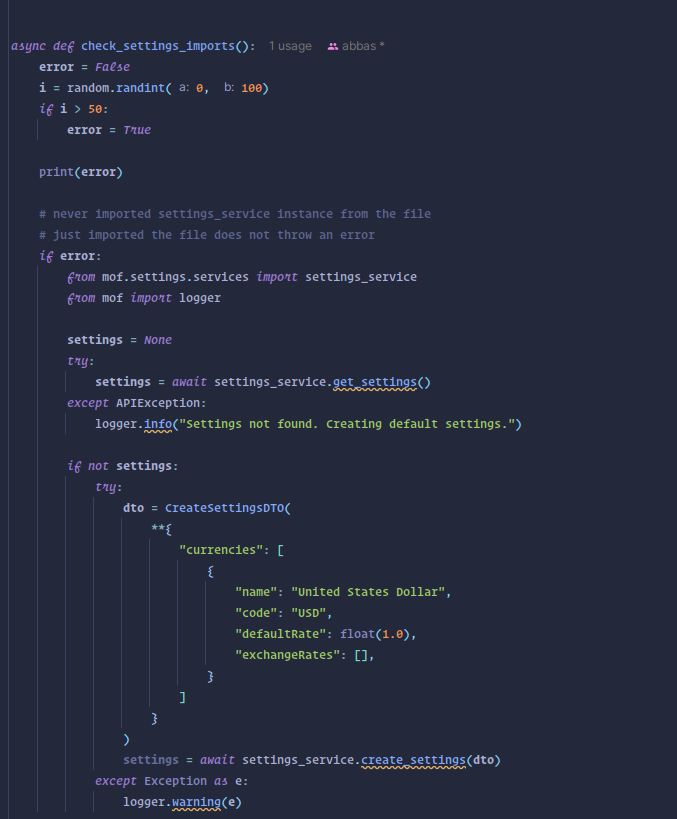 async def check_settings_imports():  1 usage  abbas *
    error = False
    i = random.randint( a: 0,  b: 100)
    if i > 50:
        error = True

    print(error)

    # never imported settings_service instance from the file
    # just imported the file does not throw an error
    if error:
        from mof.settings.services import settings_service
        from mof import logger

        settings = None
        try:
            settings = await settings_service.get_settings()
        except APIException:
            logger.info("Settings not found. Creating default settings.")

        if not settings:
            try:
                dto = CreateSettingsDTO(
                    **{
                        "currencies": [
                            {
                                "name": "United States Dollar",
                                "code": "USD",
                                "defaultRate": float(1.0),
                                "exchangeRates": [],
                            }
                        ]
                    }
                )
                settings = await settings_service.create_settings(dto)
            except Exception as e:
                logger.warning(e)